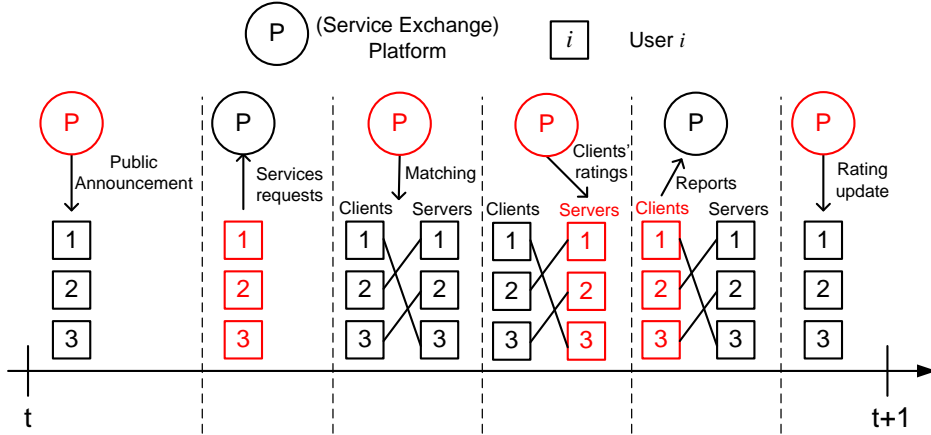 P (Service Exchange) Platform
i User i
P P P P P P
Public Announcement
Services requests
Matching
Clients' ratings
Reports
Rating update
Clients Servers Clients Servers Clients Servers
1 1 1 1 1 1 1 1 1
2 2 2 2 2 2 2 2 2
3 3 3 3 3 3 3 3 3
t t+1